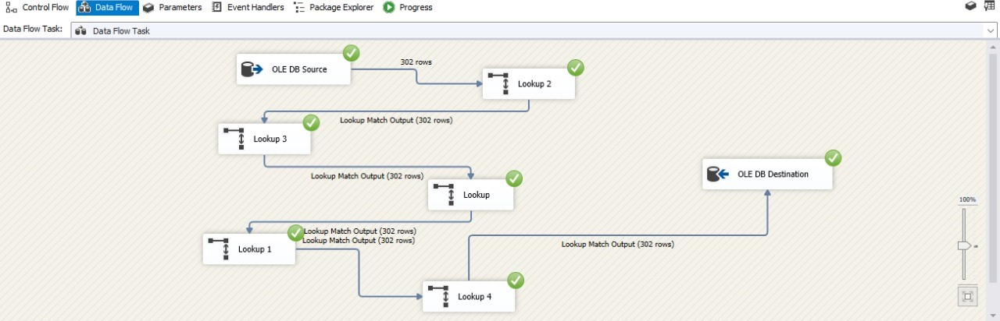 Control Flow Data Flow Parameters Event Handlers Package Explorer Progress
Data Flow Task: Data Flow Task
OLE DB Source
302 rows
Lookup 2
Lookup Match Output (302 rows)
Lookup 3
Lookup Match Output (302 rows)
Lookup
Lookup Match Output (302 rows)
Lookup 1
Lookup Match Output (302 rows)
Lookup 4
Lookup Match Output (302 rows)
OLE DB Destination
100%